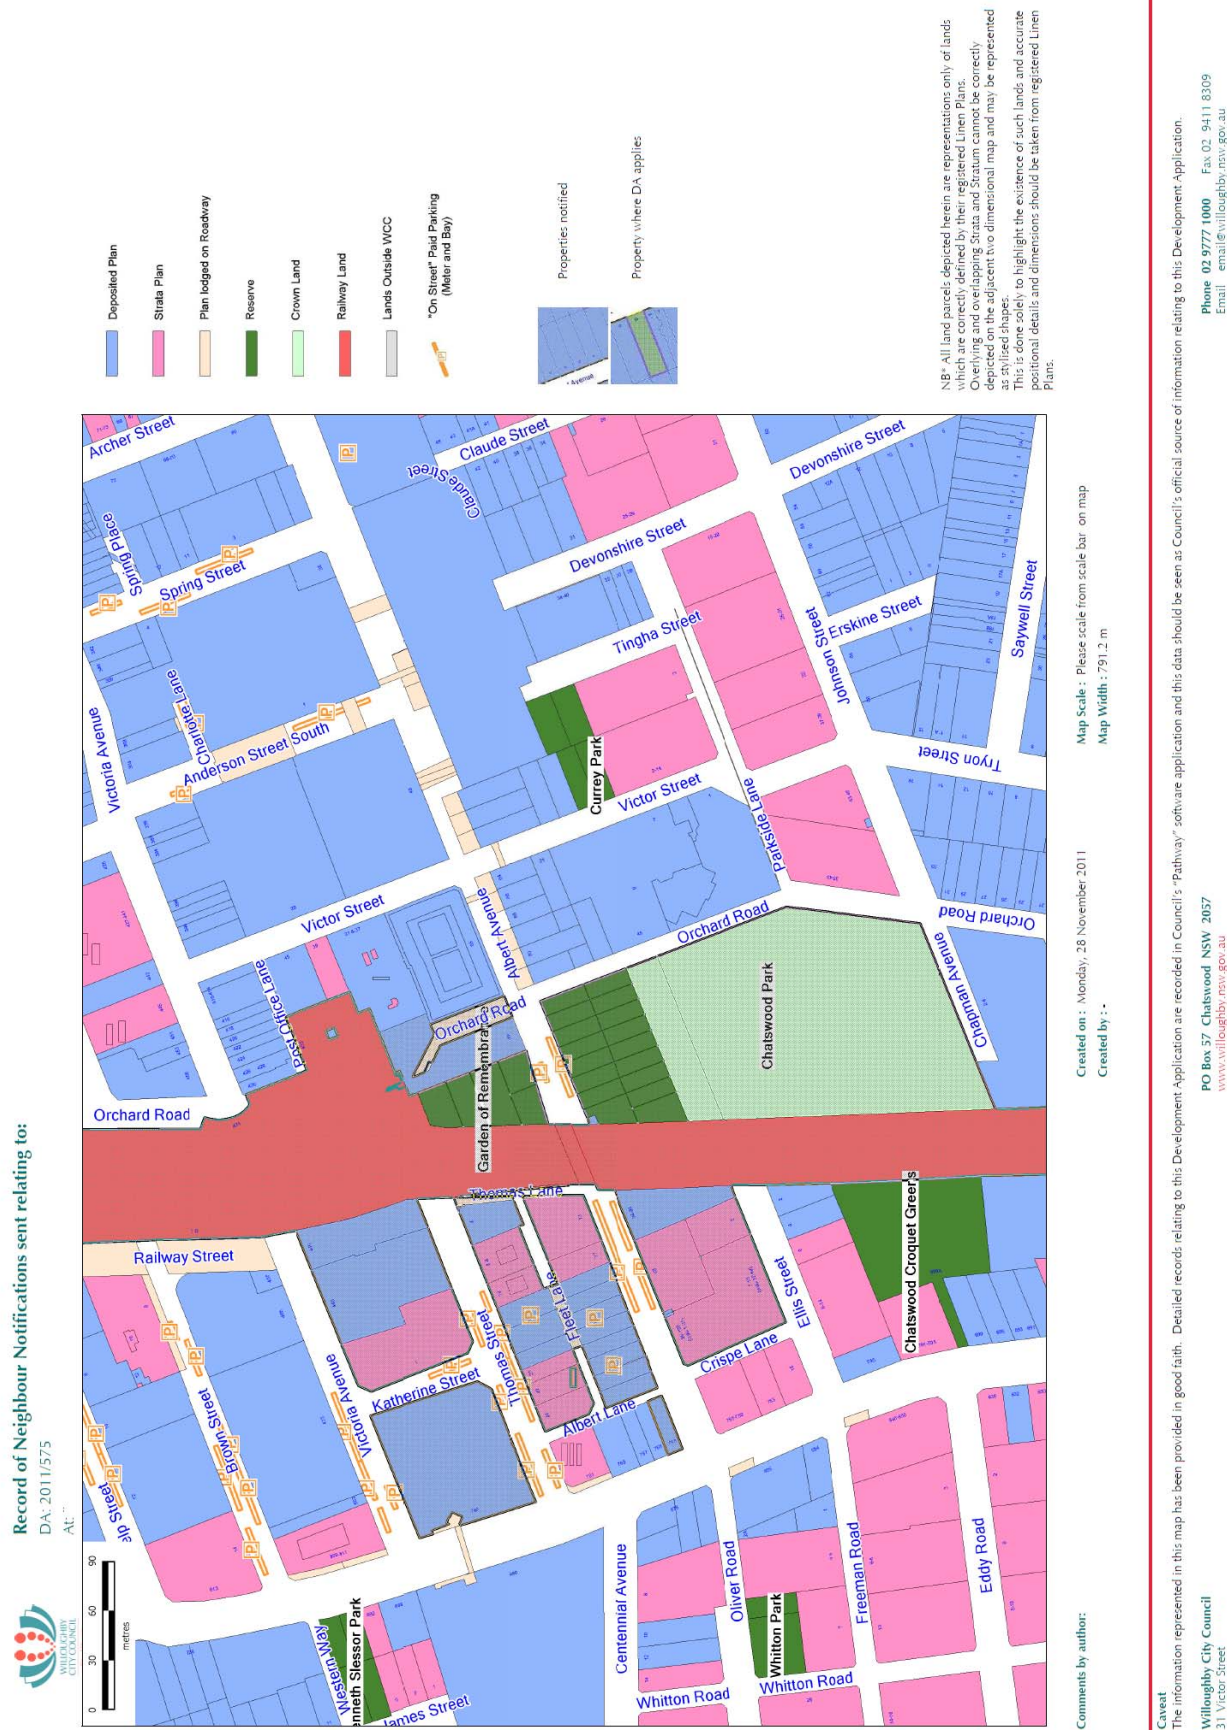 Record of Neighbour Notifications sent relating to:
DA: 2011/575
At:
WILLOUGHBY
CITY COUNCIL
0 30 60 90
metres
Deposited Plan
Strata Plan
Plan lodged on Roadway
Reserve
Crown Land
Railway Land
Lands Outside WCC
"On Street" Paid Parking
(Meter and Bay)
Properties notified
Property where DA applies
NB* All land parcels depicted herein are representations only of lands
which are correctly defined by their registered Linen Plans.
Overlying and overlapping Strata and Stratum cannot be correctly
depicted on the adjacent two dimensional map and may be represented
as stylised shapes.
This is done solely to highlight the existence of such lands and accurate
positional details and dimensions should be taken from registered Linen
Plans.
Archer Street
Spring Place
Spring Street
Victoria Avenue
Charlotte Lane
Anderson Street South
Claude Street
Claude Street
Devonshire Street
Devonshire Street
Tingha Street
Johnson Street
Erskine Street
Saywell Street
Tryon Street
Currey Park
Victor Street
Parkside Lane
Victor Street
Albert Avenue
Orchard Road
Orchard Road
Chapman Avenue
Chatswood Park
Post Office Lane
Orchard Road
Garden of Remembrance
Orchard Road
Thomas Lane
Railway Street
Chatswood Croquet Greens
Ellis Street
Crispe Lane
Fleet Lane
Thomas Street
Katherine Street
Albert Lane
Victoria Avenue
Brown Street
elp Street
Western Way
enneth Slessor Park
James Street
Centennial Avenue
Oliver Road
Freeman Road
Eddy Road
Whitton Park
Whitton Road
Whitton Road
Comments by author:
Created on : Monday, 28 November 2011
Created by : -
Map Scale : Please scale from scale bar on map
Map Width : 791.2 m
Caveat
The information represented in this map has been provided in good faith. Detailed records relating to this Development Application are recorded in Council's "Pathway" software application and this data should be seen as Council's official source of information relating to this Development Application.
Willoughby City Council
31 Victor Street
PO Box 57 Chatswood NSW 2057
www.willoughby.nsw.gov.au
Phone 02 9777 1000 Fax 02 9411 8309
Email email@willoughby.nsw.gov.au